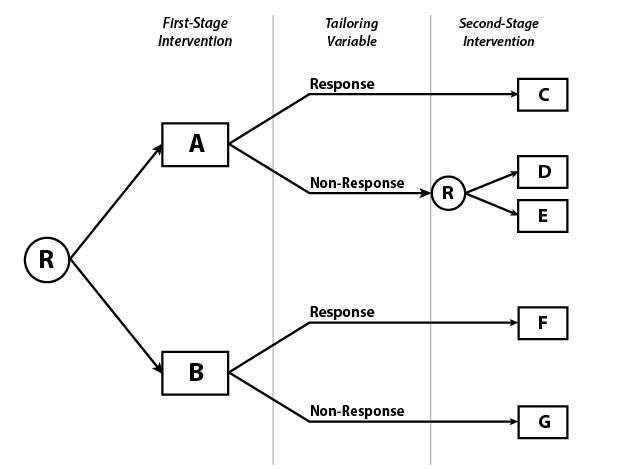 First-Stage
Intervention
Tailoring
Variable
Second-Stage
Intervention
Response
C
A
Non-Response
R
D
E
R
Response
F
B
Non-Response
G